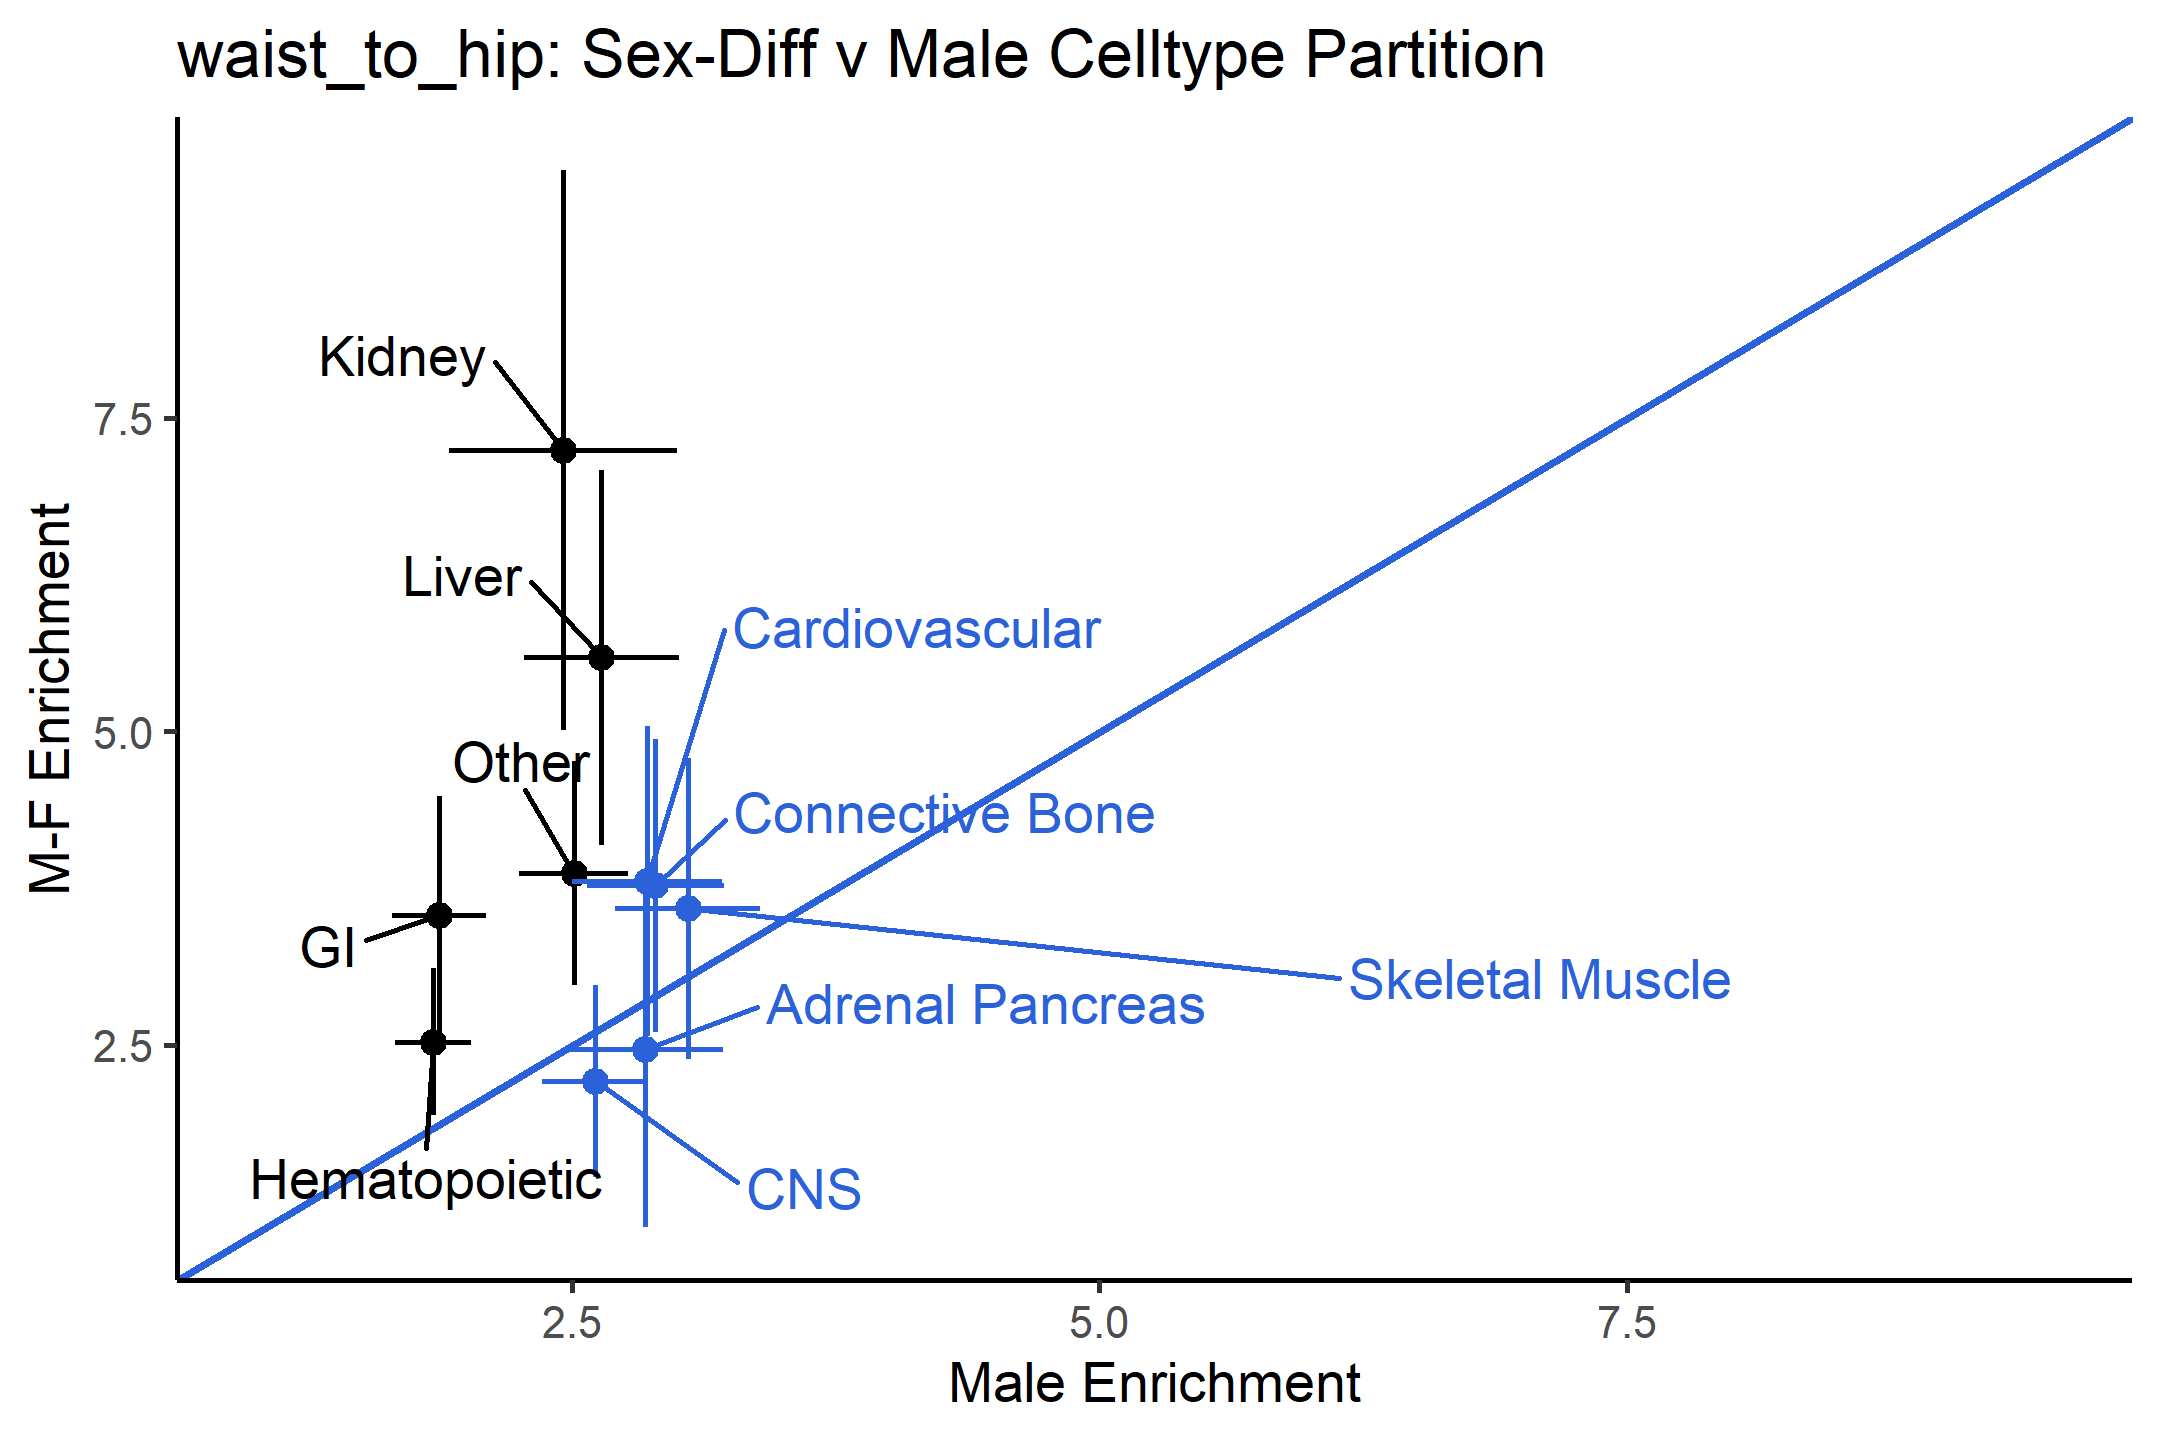 waist_to_hip: Sex-Diff v Male Celltype Partition
M-F Enrichment
7.5
5.0
2.5
Kidney
Liver
Cardiovascular
Other
Connective Bone
GI
Skeletal Muscle
Adrenal Pancreas
Hematopoietic
CNS
2.5
5.0
7.5
Male Enrichment